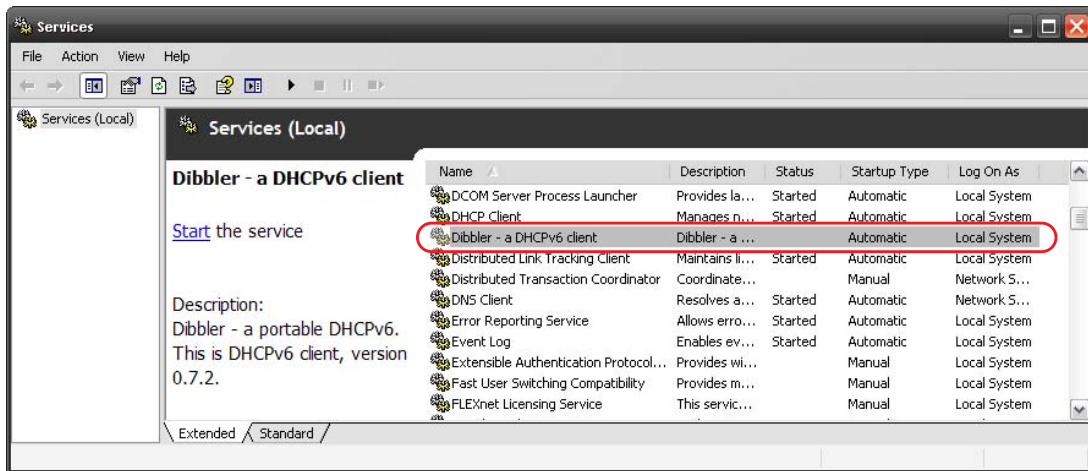 Services
File Action View Help
Services (Local)
Services (Local)
Dibbler - a DHCPv6 client
Start the service
Description:
Dibbler - a portable DHCPv6.
This is DHCPv6 client, version
0.7.2.
Name Description Status Startup Type Log On As
DCOM Server Process Launcher Provides la... Started Automatic Local System
DHCP Client Manages n... Started Automatic Local System
Dibbler - a DHCPv6 client Dibbler - a ... Automatic Local System
Distributed Link Tracking Client Maintains li... Started Automatic Local System
Distributed Transaction Coordinator Coordinate... Manual Network S...
DNS Client Resolves a... Started Automatic Network S...
Error Reporting Service Allows erro... Started Automatic Local System
Event Log Enables ev... Started Automatic Local System
Extensible Authentication Protocol... Provides wi... Manual Local System
Fast User Switching Compatibility Provides m... Manual Local System
FLEXnet Licensing Service This servic... Manual Local System
Extended Standard